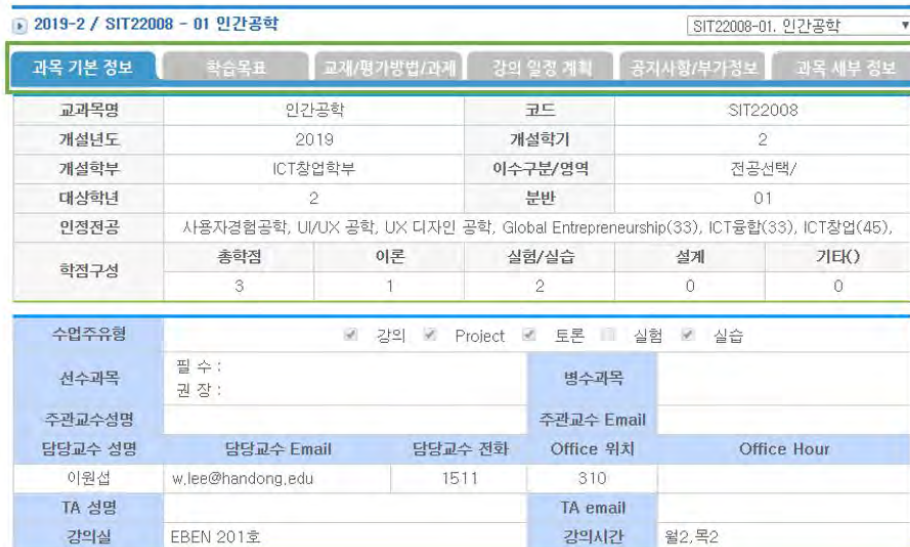 2019-2 / SIT22008 - 01 인간공학 SIT22008-01. 인간공학
과목 기본 정보 학습목표 교재/평가방법/과제 강의 일정 계획 공지사항/부가정보 과목 세부 정보
교과목명 인간공학 코드 SIT22008
개설년도 2019 개설학기 2
개설학부 ICT창업학부 이수구분/영역 전공선택/
대상학년 2 분반 01
인정전공 사용자경험공학, UI/UX 공학, UX 디자인 공학, Global Entrepreneurship(33), ICT융합(33), ICT창업(45),
학점구성 총학점 이론 실험/실습 설계 기타()
3 1 2 0 0
수업주유형 강의 Project 토론 실험 실습
선수과목 필 수 : 병수과목
권 장 :
주관교수성명 주관교수 Email
담당교수 성명 담당교수 Email 담당교수 전화 Office 위치 Office Hour
이원섭 w.lee@handong.edu 1511 310
TA 성명 TA email
강의실 EBEN 201호 강의시간 월2,목2